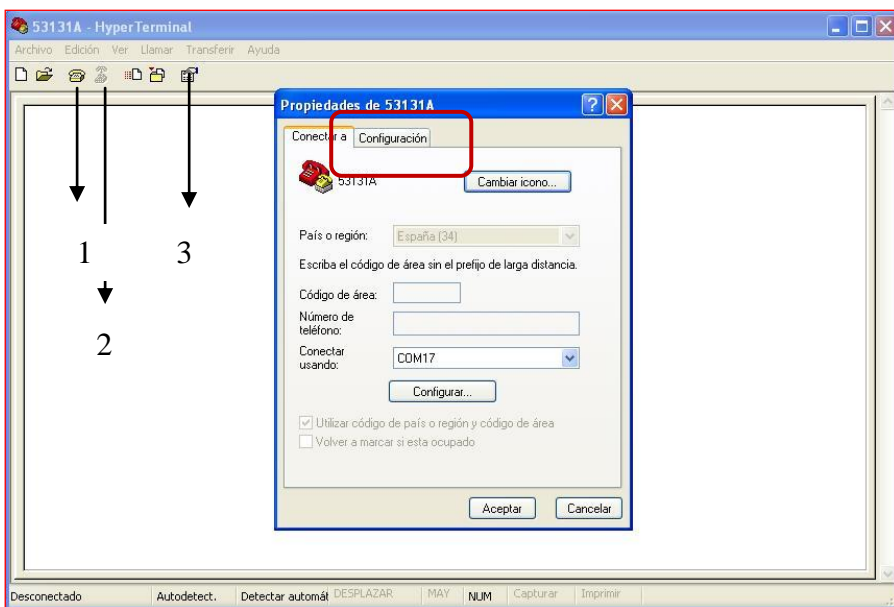 53131A - HyperTerminal
Archivo Edición Ver Llamar Transferir Ayuda
Propiedades de 53131A
Conectar a Configuración
53131A Cambiar icono...
País o región: España (34)
Escriba el código de área sin el prefijo de larga distancia.
Código de área:
Número de
teléfono:
Conectar
usando: COM17
Configurar...
Utilizar código de país o región y código de área
Volver a marcar si esta ocupado
Aceptar Cancelar
1 3
2
Desconectado Autodetect. Detectar automát DESPLAZAR MAY NUM Capturar Imprimir